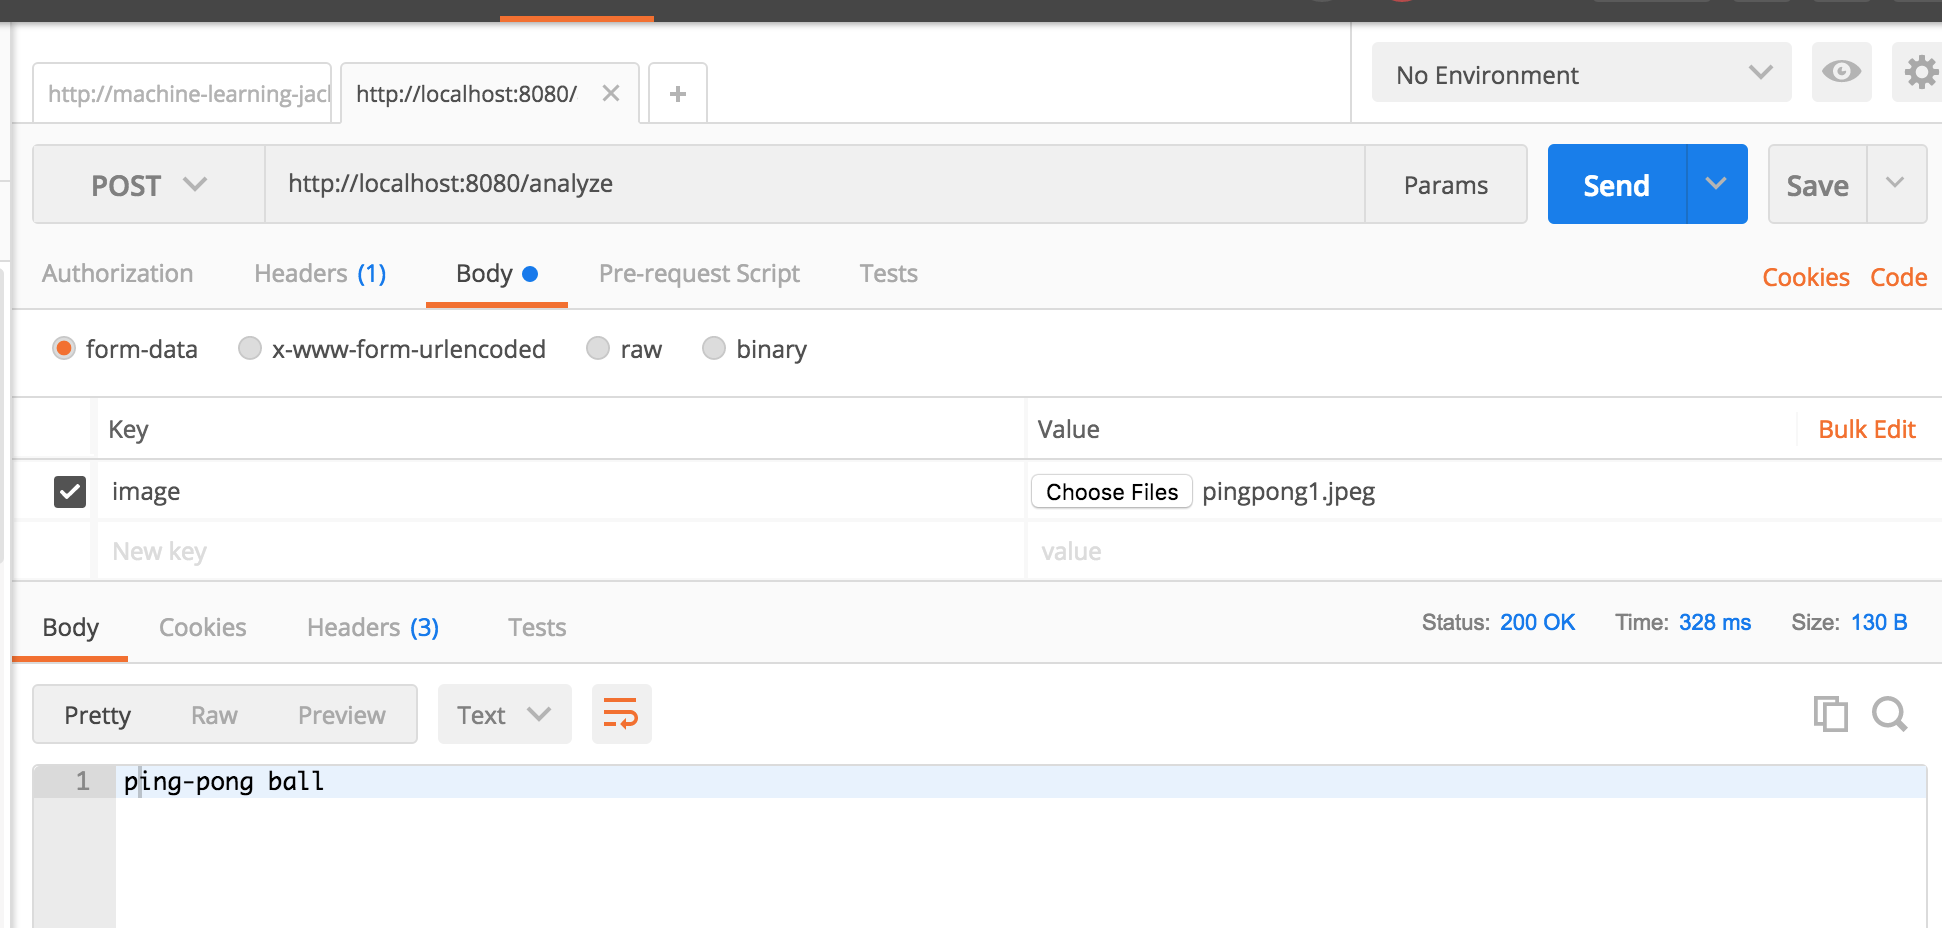 http://machine-learning-jacl
http://localhost:8080/
+
No Environment
POST
http://localhost:8080/analyze
Params
Send
Save
Authorization
Headers (1)
Body
Pre-request Script
Tests
Cookies
Code
form-data
x-www-form-urlencoded
raw
binary
Key
Value
Bulk Edit
image
Choose Files
pingpong1.jpeg
New key
value
Body
Cookies
Headers (3)
Tests
Status: 200 OK
Time: 328 ms
Size: 130 B
Pretty
Raw
Preview
Text
1
ping-pong ball